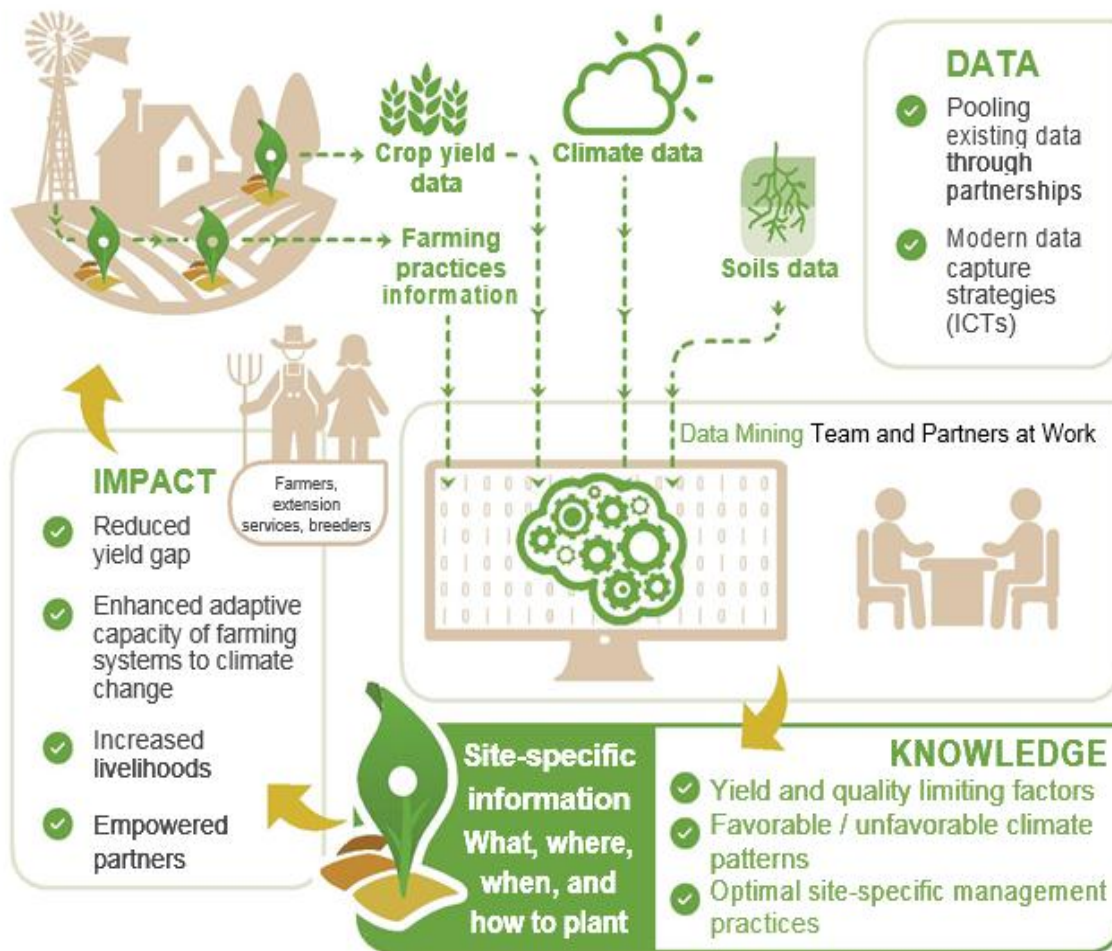 Crop yield
data
Climate data
Farming
practices
information
Soils data
DATA
Pooling
existing data
through
partnerships
Modern data
capture
strategies
(ICTs)
Data Mining Team and Partners at Work
Farmers,
extension
services, breeders
IMPACT
Reduced
yield gap
Enhanced adaptive
capacity of farming
systems to climate
change
Increased
livelihoods
Empowered
partners
Site-specific
information
What, where,
when, and
how to plant
KNOWLEDGE
Yield and quality limiting factors
Favorable / unfavorable climate
patterns
Optimal site-specific management
practices